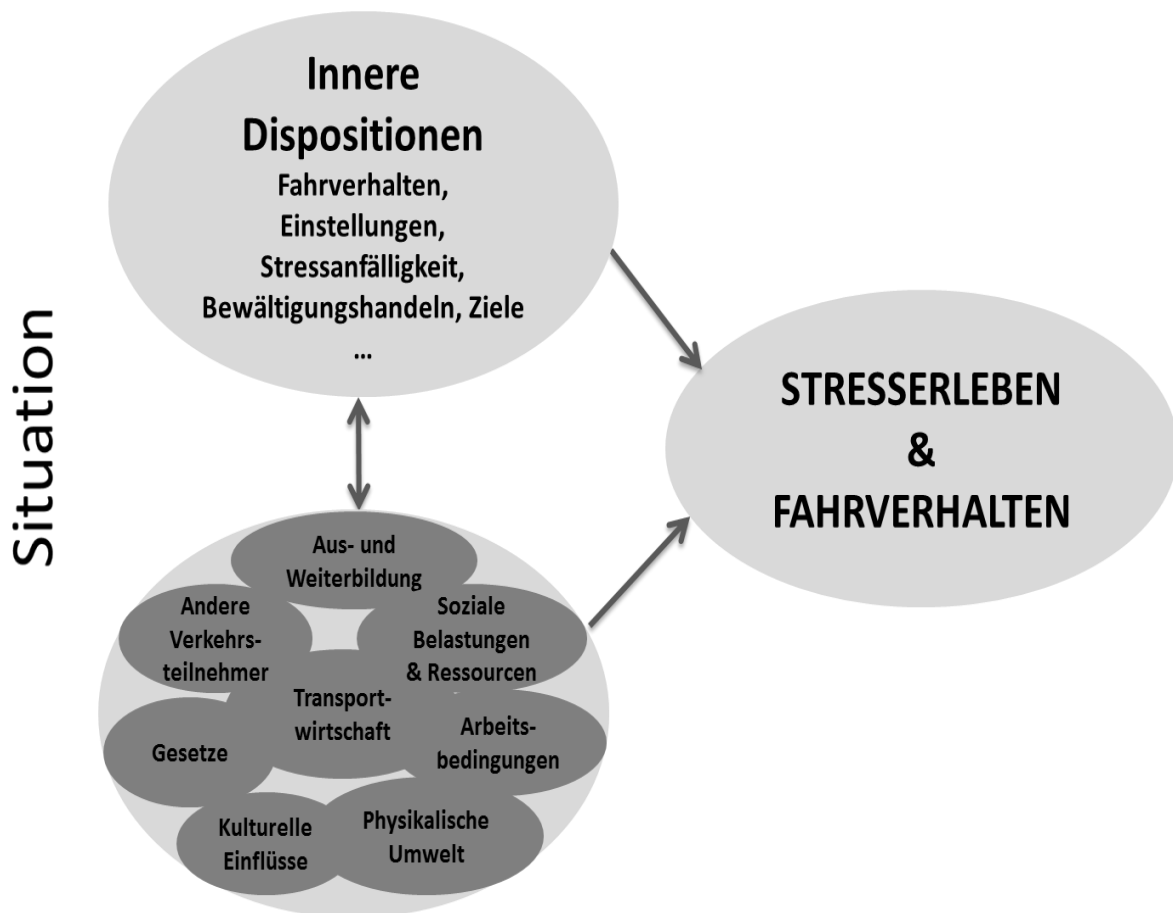 Situation
Innere
Dispositionen
Fahrverhalten,
Einstellungen,
Stressanfälligkeit,
Bewältigungshandeln, Ziele
...
STRESSERLEBEN
&
FAHRVERHALTEN
Aus- und
Weiterbildung
Andere
Verkehrs-
teilnehmer
Soziale
Belastungen
& Ressourcen
Transport-
wirtschaft
Gesetze
Arbeits-
bedingungen
Kulturelle
Einflüsse
Physikalische
Umwelt